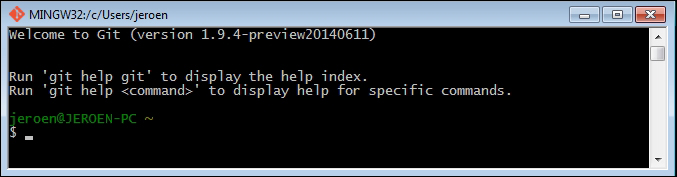 MINGW32:/c/Users/jeroen
Welcome to Git (version 1.9.4-preview20140611)
Run 'git help git' to display the help index.
Run 'git help <command>' to display help for specific commands.
jeroen@JEROEN-PC ~
$